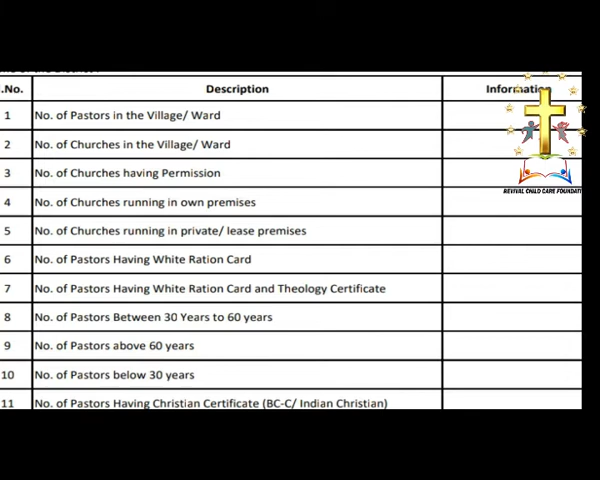 .No. Description Information
1 No. of Pastors in the Village/ Ward
2 No. of Churches in the Village/ Ward
3 No. of Churches having Permission
4 No. of Churches running in own premises
5 No. of Churches running in private/ lease premises
6 No. of Pastors Having White Ration Card
7 No. of Pastors Having White Ration Card and Theology Certificate
8 No. of Pastors Between 30 Years to 60 years
9 No. of Pastors above 60 years
10 No. of Pastors below 30 years
11 No. of Pastors Having Christian Certificate (BC-C/ Indian Christian)
REVIVAL CHILD CARE FOUNDATI